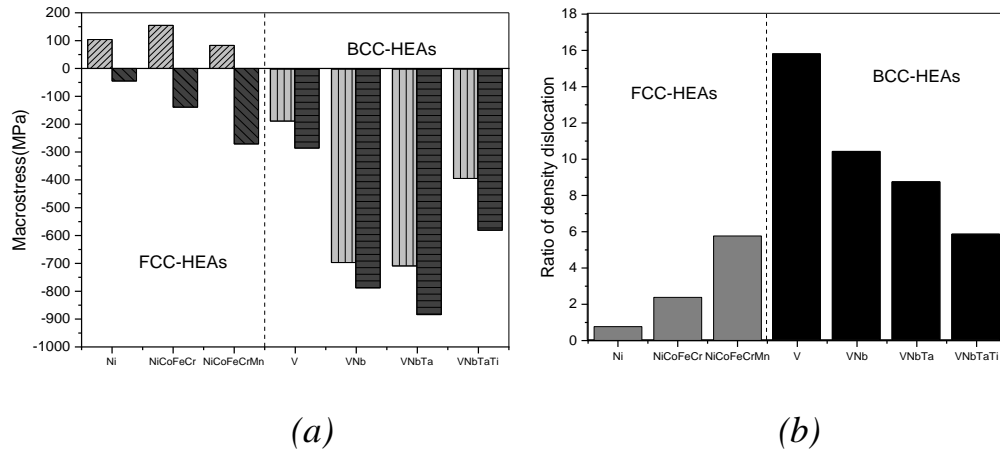 200
100
0
-100
-200
-300
-400
-500
-600
-700
-800
-900
-1000
Macrostress(MPa)
BCC-HEAs
FCC-HEAs
Ni NiCoFeCr NiCoFeCrMn V VNb VNbTa VNbTaTi
(a)
18
16
14
12
10
8
6
4
2
0
Ratio of density dislocation
FCC-HEAs
BCC-HEAs
Ni NiCoFeCr NiCoFeCrMn V VNb VNbTa VNbTaTi
(b)